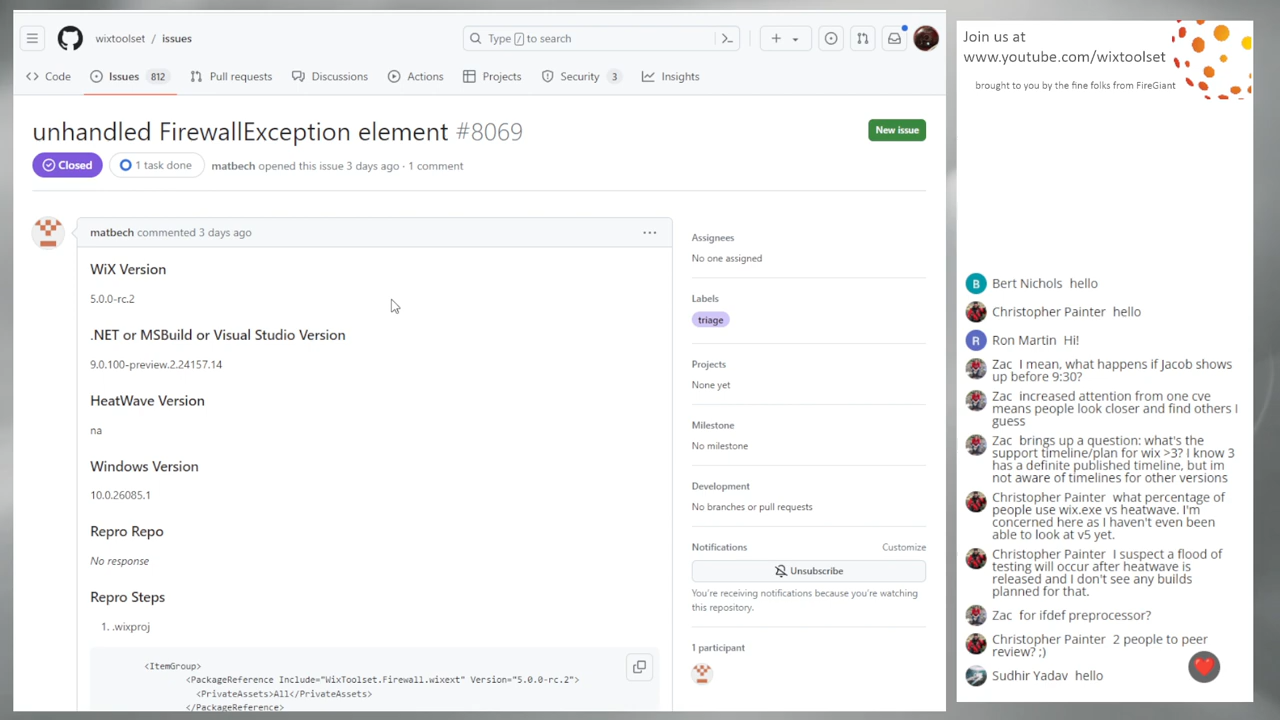 wixtoolset / issues
Type / to search
Code
Issues 812
Pull requests
Discussions
Actions
Projects
Security 3
Insights
unhandled FirewallException element #8069
New issue
Closed
1 task done
matbech opened this issue 3 days ago · 1 comment
matbech commented 3 days ago
WiX Version
5.0.0-rc.2
.NET or MSBuild or Visual Studio Version
9.0.100-preview.2.24157.14
HeatWave Version
na
Windows Version
10.0.26085.1
Repro Repo
No response
Repro Steps
1. .wixproj
<ItemGroup>
<PackageReference Include="WixToolset.Firewall.wixext" Version="5.0.0-rc.2">
<PrivateAssets>All</PrivateAssets>
</PackageReference>
Assignees
No one assigned
Labels
triage
Projects
None yet
Milestone
No milestone
Development
No branches or pull requests
Notifications
Customize
Unsubscribe
You're receiving notifications because you're watching
this repository.
1 participant
Join us at
www.youtube.com/wixtoolset
brought to you by the fine folks from FireGiant
B Bert Nichols hello
Christopher Painter hello
R Ron Martin Hi!
Zac I mean, what happens if Jacob shows
up before 9:30?
Zac increased attention from one cve
means people look closer and find others I
guess
Zac brings up a question: what's the
support timeline/plan for wix >3? I know 3
has a definite published timeline, but im
not aware of timelines for other versions
Christopher Painter what percentage of
people use wix.exe vs heatwave. I'm
concerned here as I haven't even been
able to look at v5 yet.
Christopher Painter I suspect a flood of
testing will occur after heatwave is
released and I don't see any builds
planned for that.
Zac for ifdef preprocessor?
Christopher Painter 2 people to peer
review? ;)
Sudhir Yadav hello